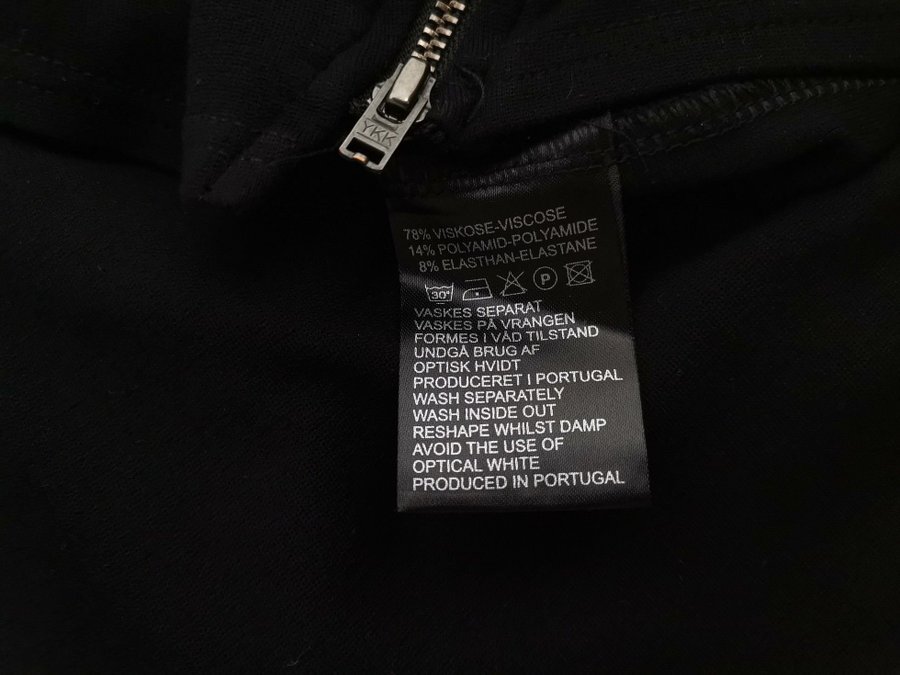 YKK
78% VISKOSE-VISCOSE
14% POLYAMID-POLYAMIDE
8% ELASTHAN-ELASTANE
30° P
VASKES SEPARAT
VASKES PÅ VRANGEN
FORMES I VÅD TILSTAND
UNDGÅ BRUG AF
OPTISK HVIDT
PRODUCERET I PORTUGAL
WASH SEPARATELY
WASH INSIDE OUT
RESHAPE WHILST DAMP
AVOID THE USE OF
OPTICAL WHITE
PRODUCED IN PORTUGAL